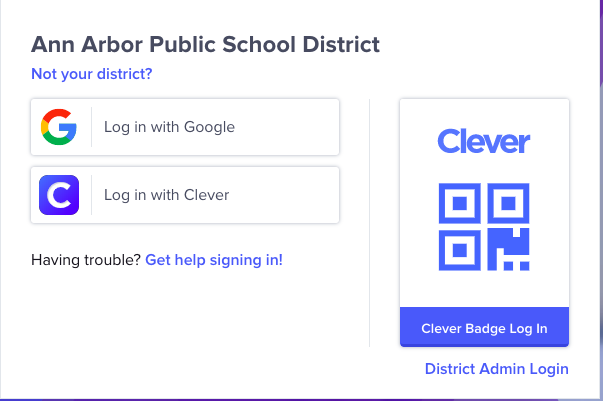 Ann Arbor Public School District
Not your district?
Log in with Google
Log in with Clever
Having trouble? Get help signing in!
Clever
Clever Badge Log In
District Admin Login